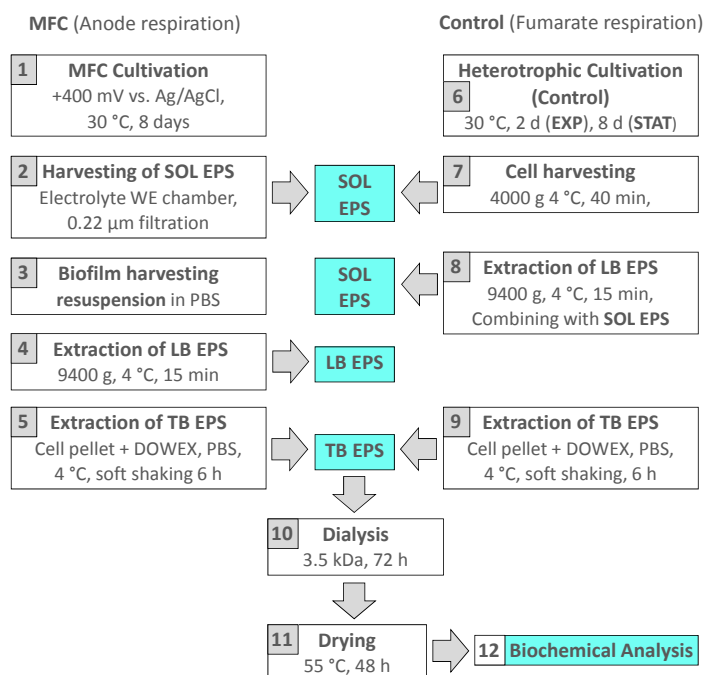 MFC (Anode respiration)
Control (Fumarate respiration)
1 MFC Cultivation
+400 mV vs. Ag/AgCl,
30 °C, 8 days
Heterotrophic Cultivation
6 (Control)
30 °C, 2 d (EXP), 8 d (STAT)
2 Harvesting of SOL EPS
Electrolyte WE chamber,
0.22 µm filtration
SOL
EPS
7 Cell harvesting
4000 g 4 °C, 40 min,
3 Biofilm harvesting
resuspension in PBS
SOL
EPS
8 Extraction of LB EPS
9400 g, 4 °C, 15 min,
Combining with SOL EPS
4 Extraction of LB EPS
9400 g, 4 °C, 15 min
LB EPS
5 Extraction of TB EPS
Cell pellet + DOWEX, PBS,
4 °C, soft shaking 6 h
TB EPS
9 Extraction of TB EPS
Cell pellet + DOWEX, PBS,
4 °C, soft shaking, 6 h
10 Dialysis
3.5 kDa, 72 h
11 Drying
55 °C, 48 h
12 Biochemical Analysis